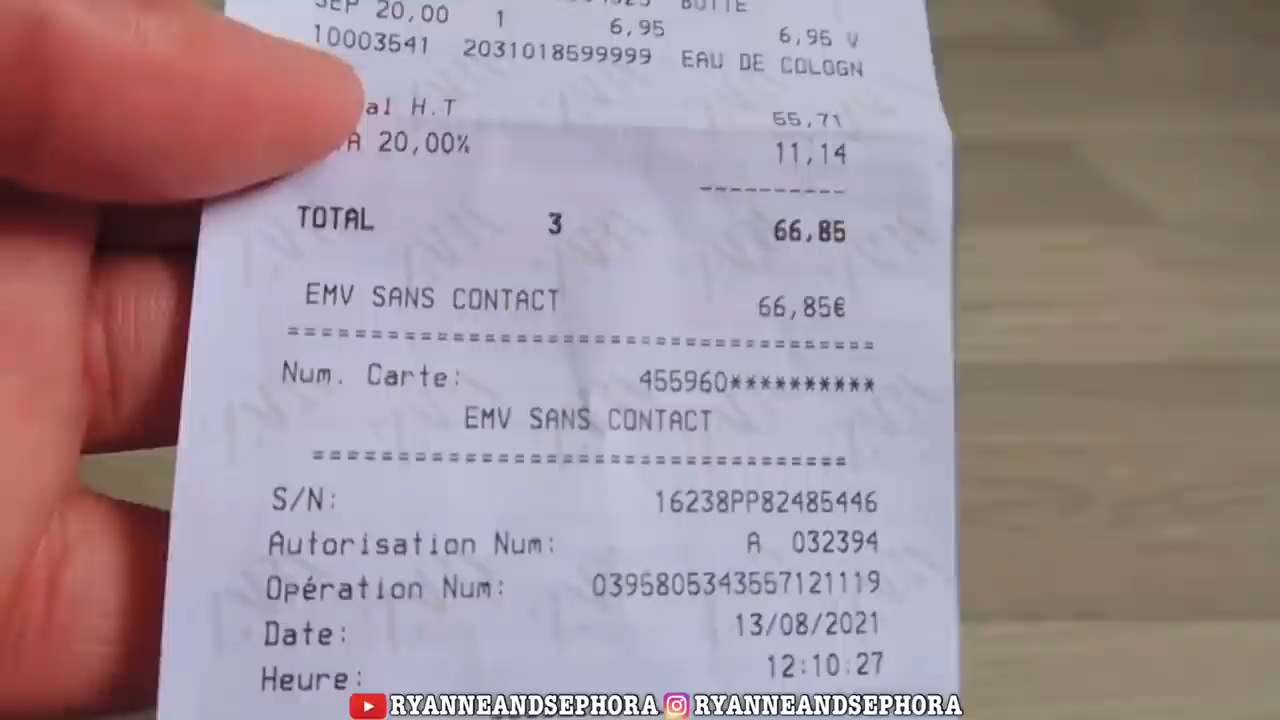 SEP 20,00 1 6,95 6,95 V
10003541 2031018599999 EAU DE COLOGN
al H.T 55,71
A 20,00% 11,14
----------
TOTAL 3 66,85
EMV SANS CONTACT 66,85€
===================================
Num. Carte: 455960**********
EMV SANS CONTACT
================================
S/N: 16238PP82485446
Autorisation Num: A 032394
Opération Num: 0395805343557121119
Date: 13/08/2021
Heure: 12:10:27
RYANNEANDSEPHORA RYANNEANDSEPHORA